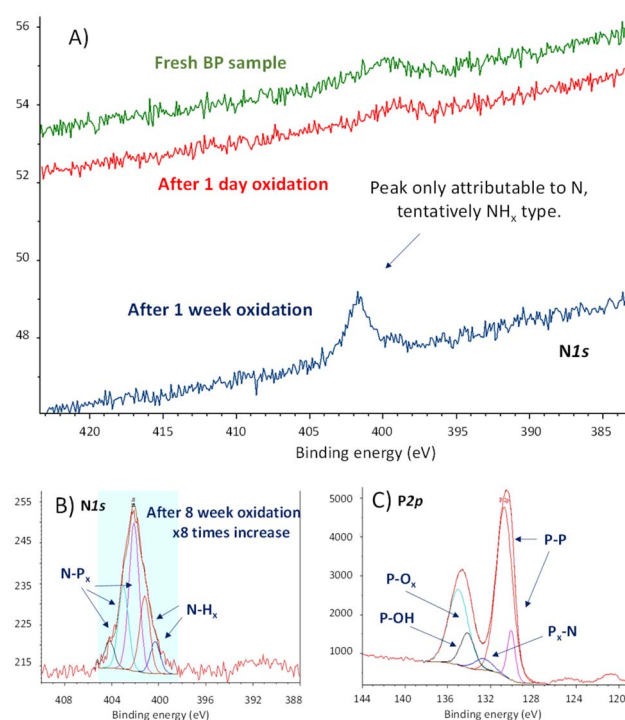 A)
56
Fresh BP sample
54
After 1 day oxidation
52
Peak only attributable to N,
tentatively NHx type.
50
After 1 week oxidation
48
N1s
420 415 410 405 400 395 390 385
Binding energy (eV)
B) N1s
After 8 week oxidation
x8 times increase
255
245
235
225
215
N-Px
N-Hx
408 404 400 396 392 388
Binding energy (eV)
C) P2p
5000
4000
3000
2000
1000
P-P
P-Ox
P-OH
Px-N
144 140 136 132 128 124 120
Binding energy (eV)